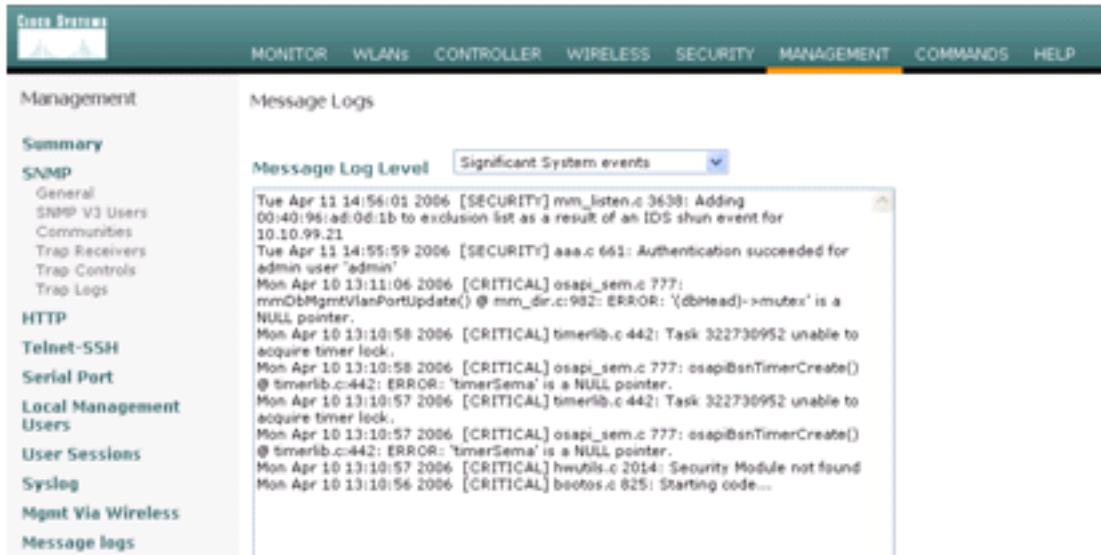 CISCO SYSTEMS
MONITOR WLANs CONTROLLER WIRELESS SECURITY MANAGEMENT COMMANDS HELP
Management
Summary
SNMP
General
SNMP V3 Users
Communities
Trap Receivers
Trap Controls
Trap Logs
HTTP
Telnet-SSH
Serial Port
Local Management
Users
User Sessions
Syslog
Mgmt Via Wireless
Message logs
Message Logs
Message Log Level Significant System events
Tue Apr 11 14:56:01 2006 [SECURITY] mm_listen.c 3638: Adding
00:40:96:ad:0d:1b to exclusion list as a result of an IDS shun event for
10.10.99.21
Tue Apr 11 14:55:59 2006 [SECURITY] aaa.c 661: Authentication succeeded for
admin user 'admin'
Mon Apr 10 13:11:06 2006 [CRITICAL] osapi_sem.c 777:
mmDbMgmtVlanPortUpdate() @ mm_dir.c:982: ERROR: '(dbHead)->mutex' is a
NULL pointer.
Mon Apr 10 13:10:58 2006 [CRITICAL] timerlib.c 442: Task 322730952 unable to
acquire timer lock.
Mon Apr 10 13:10:58 2006 [CRITICAL] osapi_sem.c 777: osapiBsnTimerCreate()
@ timerlib.c:442: ERROR: 'timerSema' is a NULL pointer.
Mon Apr 10 13:10:57 2006 [CRITICAL] timerlib.c 442: Task 322730952 unable to
acquire timer lock.
Mon Apr 10 13:10:57 2006 [CRITICAL] osapi_sem.c 777: osapiBsnTimerCreate()
@ timerlib.c:442: ERROR: 'timerSema' is a NULL pointer.
Mon Apr 10 13:10:57 2006 [CRITICAL] hwutils.c 2014: Security Module not found
Mon Apr 10 13:10:56 2006 [CRITICAL] bootos.c 825: Starting code...